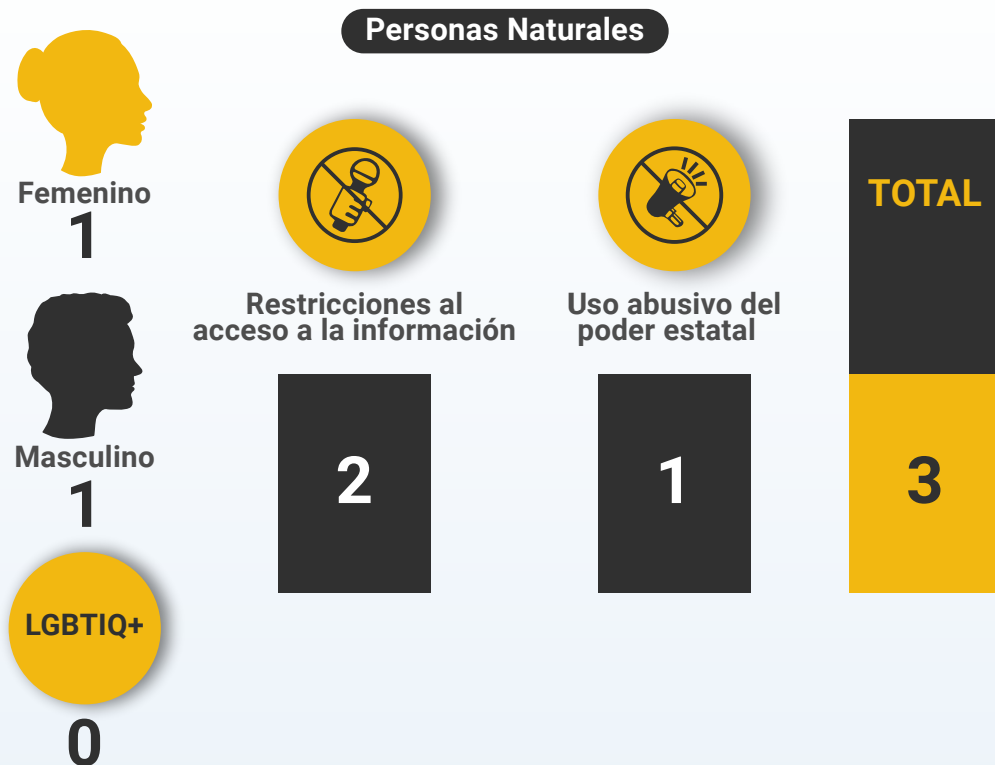 Personas Naturales
Femenino
1
Masculino
1
LGBTIQ+
0
Restricciones al
acceso a la información
2
Uso abusivo del
poder estatal
1
TOTAL
3